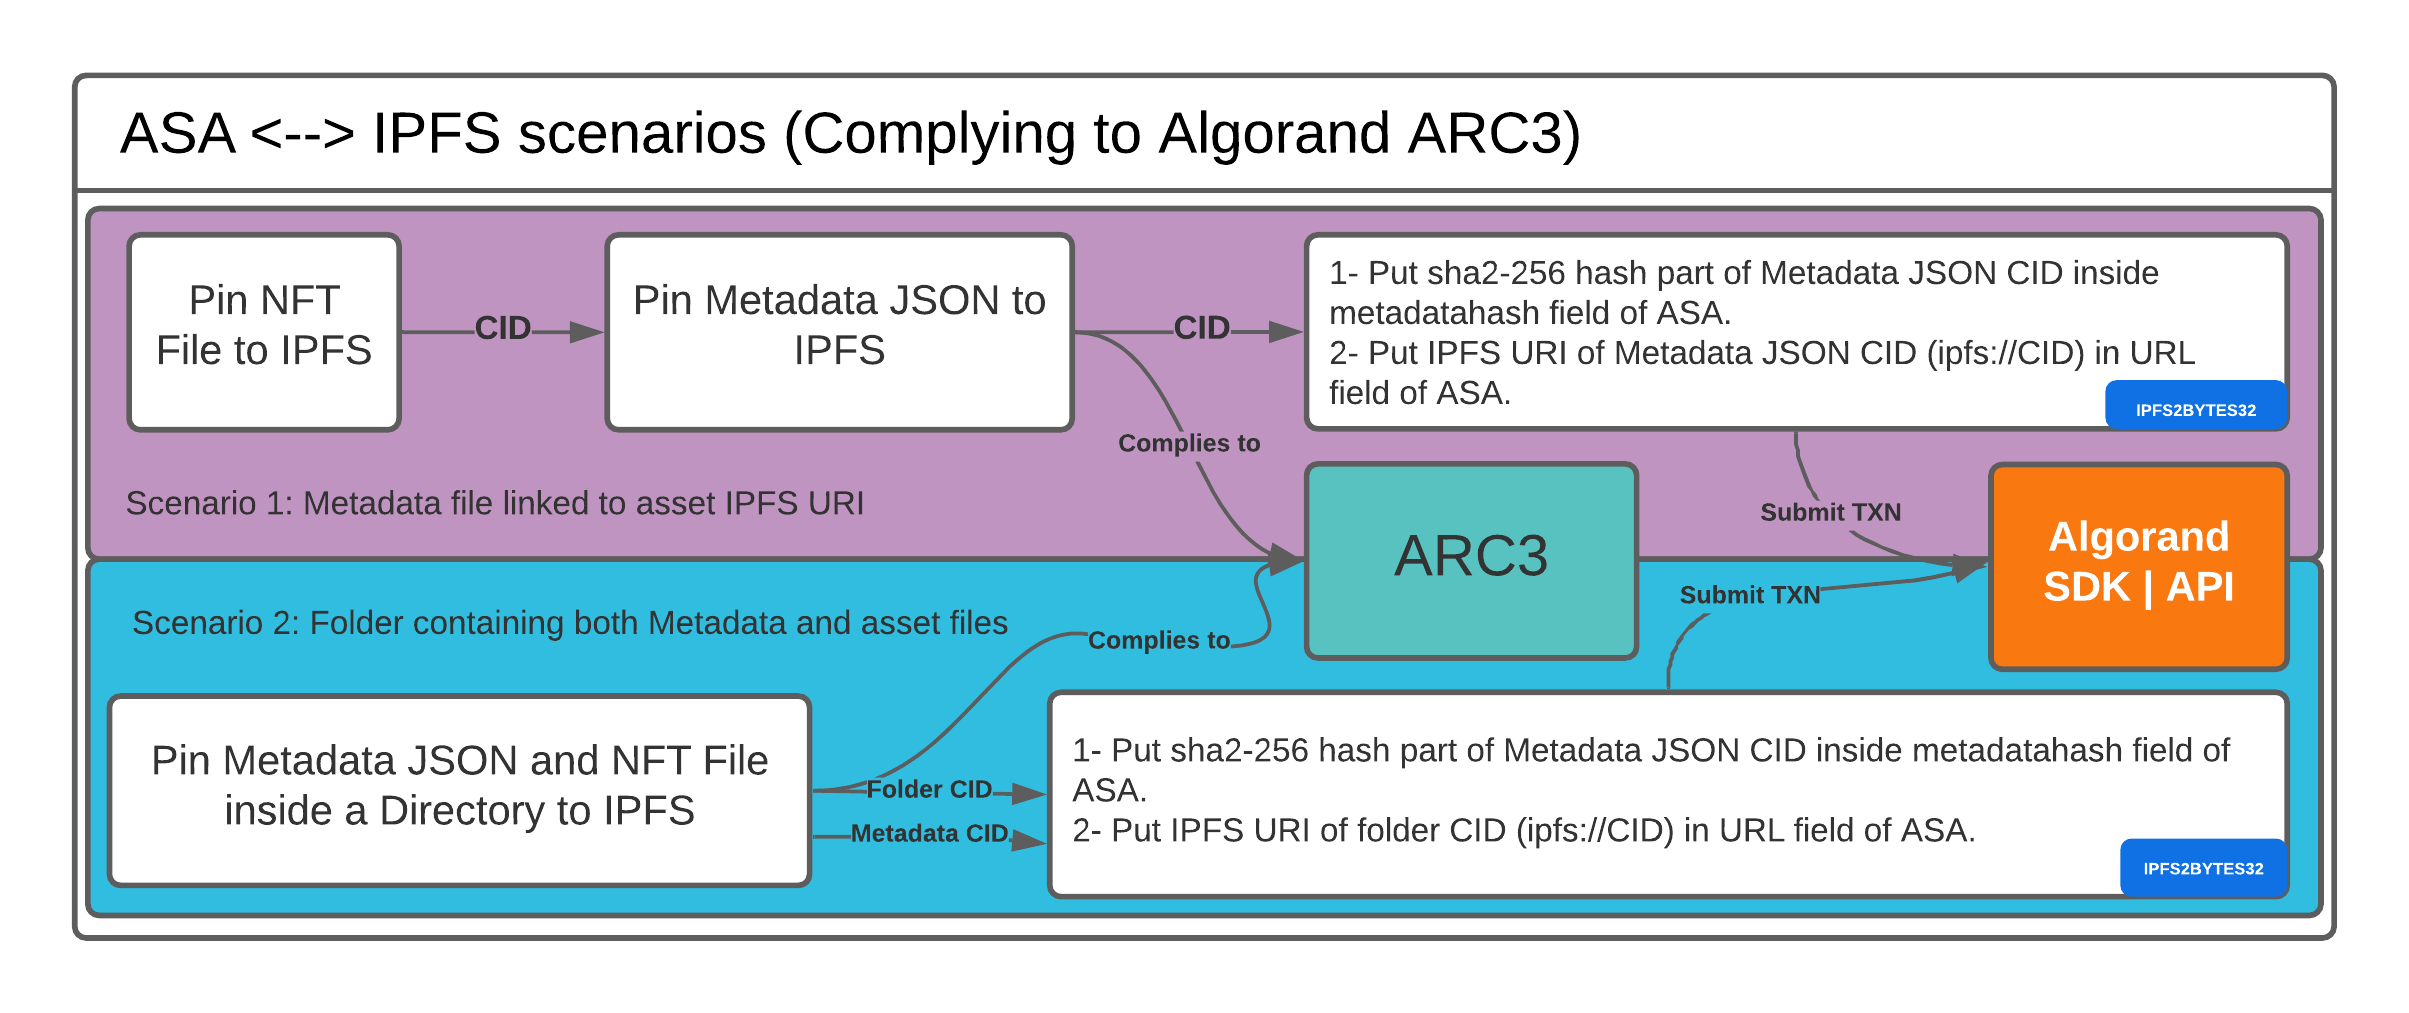 ASA <--> IPFS scenarios (Complying to Algorand ARC3)
Pin NFT
File to IPFS
CID
Pin Metadata JSON to
IPFS
CID
1- Put sha2-256 hash part of Metadata JSON CID inside
metadatahash field of ASA.
2- Put IPFS URI of Metadata JSON CID (ipfs://CID) in URL
field of ASA.
IPFS2BYTES32
Complies to
Scenario 1: Metadata file linked to asset IPFS URI
ARC3
Submit TXN
Algorand
SDK | API
Submit TXN
Scenario 2: Folder containing both Metadata and asset files
Complies to
Pin Metadata JSON and NFT File
inside a Directory to IPFS
Folder CID
Metadata CID
1- Put sha2-256 hash part of Metadata JSON CID inside metadatahash field of
ASA.
2- Put IPFS URI of folder CID (ipfs://CID) in URL field of ASA.
IPFS2BYTES32